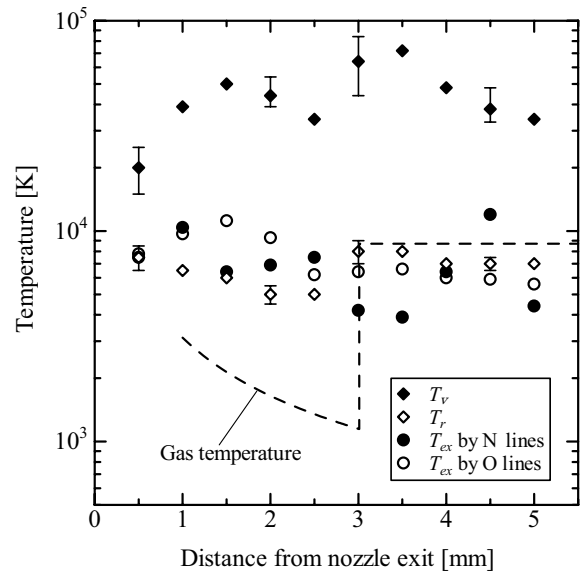 10^5
10^4
10^3
Temperature [K]
Gas temperature
T_v
T_r
T_ex by N lines
T_ex by O lines
0 1 2 3 4 5
Distance from nozzle exit [mm]